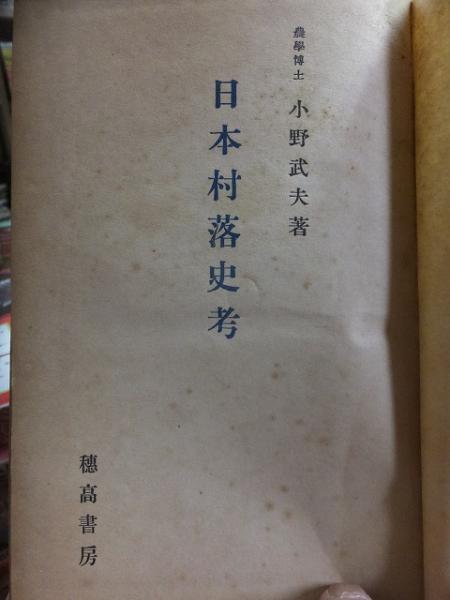 農學博士 小野武夫著
日本村落史考
穗高書房